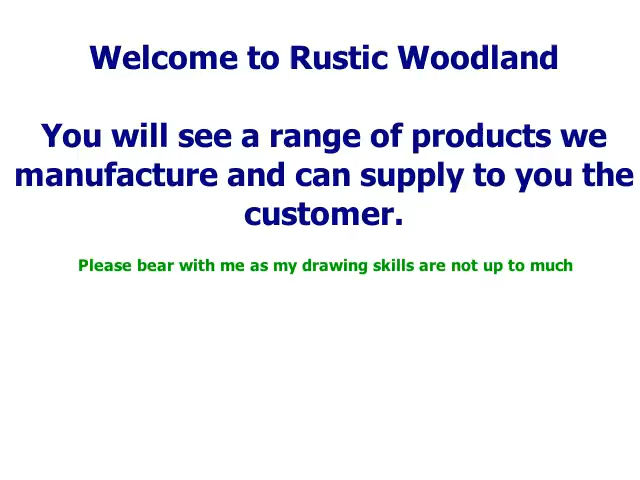 Welcome to Rustic Woodland
You will see a range of products we
manufacture and can supply to you the
customer.
Please bear with me as my drawing skills are not up to much